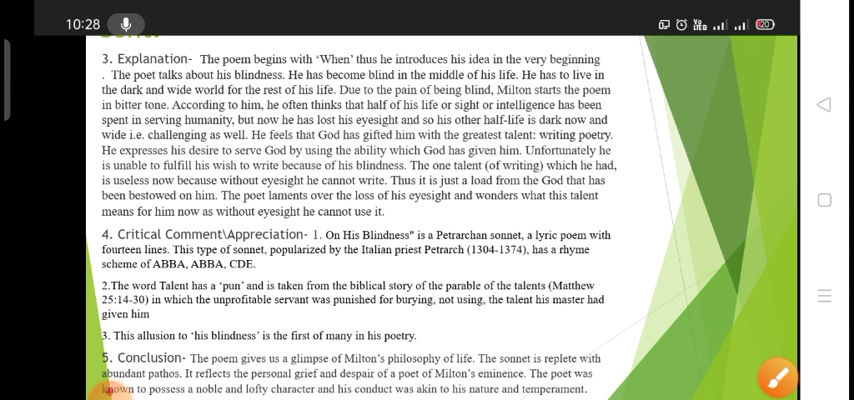 10:28
3. Explanation- The poem begins with ‘When’ thus he introduces his idea in the very beginning
. The poet talks about his blindness. He has become blind in the middle of his life. He has to live in
the dark and wide world for the rest of his life. Due to the pain of being blind, Milton starts the poem
in bitter tone. According to him, he often thinks that half of his life or sight or intelligence has been
spent in serving humanity, but now he has lost his eyesight and so his other half-life is dark now and
wide i.e. challenging as well. He feels that God has gifted him with the greatest talent: writing poetry.
He expresses his desire to serve God by using the ability which God has given him. Unfortunately he
is unable to fulfill his wish to write because of his blindness. The one talent (of writing) which he had,
is useless now because without eyesight he cannot write. Thus it is just a load from the God that has
been bestowed on him. The poet laments over the loss of his eyesight and wonders what this talent
means for him now as without eyesight he cannot use it.
4. Critical Comment\Appreciation- 1. On His Blindness" is a Petrarchan sonnet, a lyric poem with
fourteen lines. This type of sonnet, popularized by the Italian priest Petrarch (1304-1374), has a rhyme
scheme of ABBA, ABBA, CDE.
2.The word Talent has a ‘pun’ and is taken from the biblical story of the parable of the talents (Matthew
25:14-30) in which the unprofitable servant was punished for burying, not using, the talent his master had
given him
3. This allusion to ‘his blindness’ is the first of many in his poetry.
5. Conclusion- The poem gives us a glimpse of Milton’s philosophy of life. The sonnet is replete with
abundant pathos. It reflects the personal grief and despair of a poet of Milton’s eminence. The poet was
known to possess a noble and lofty character and his conduct was akin to his nature and temperament.